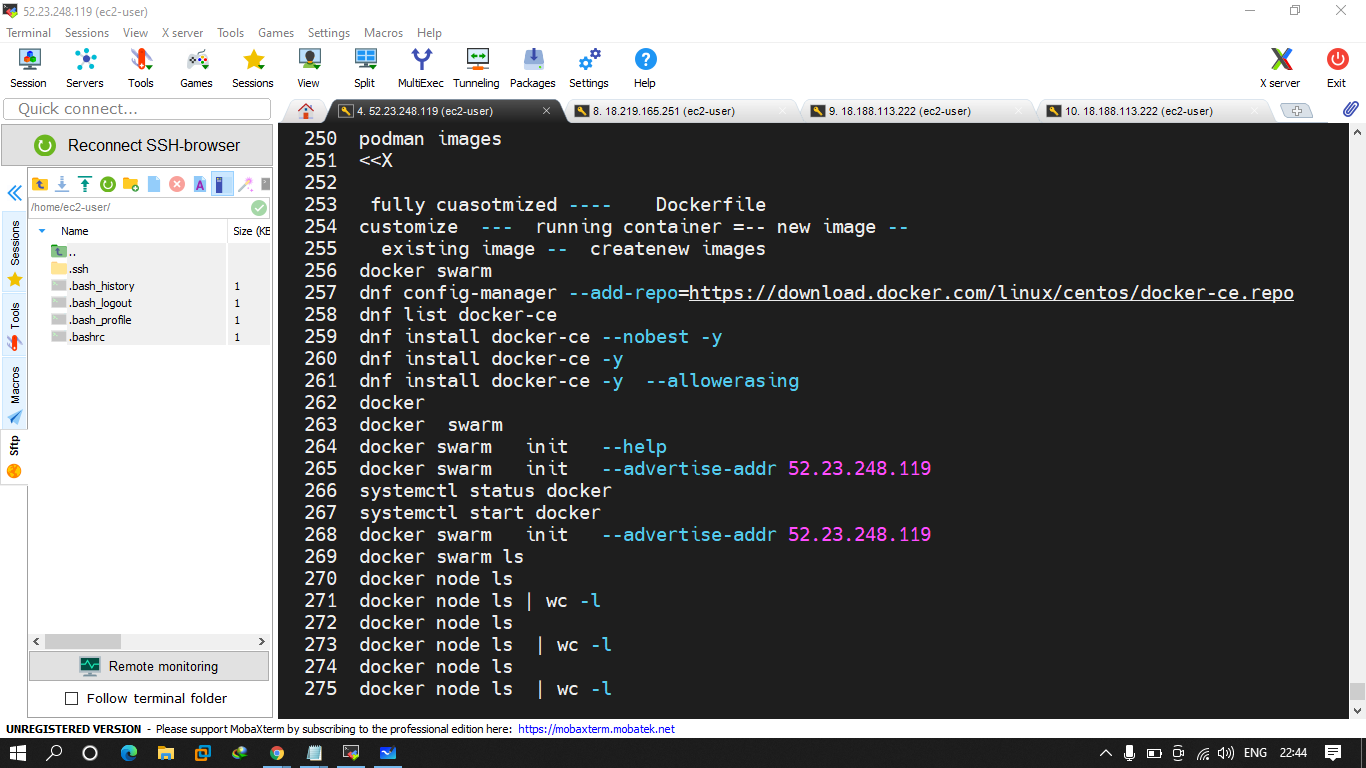 52.23.248.119 (ec2-user)
Terminal Sessions View X server Tools Games Settings Macros Help
Session Servers Tools Games Sessions View Split MultiExec Tunneling Packages Settings Help X server Exit
Quick connect...
4. 52.23.248.119 (ec2-user)
8. 18.219.165.251 (ec2-user)
9. 18.188.113.222 (ec2-user)
10. 18.188.113.222 (ec2-user)
Reconnect SSH-browser
/home/ec2-user/
Name Size (KB
..
.ssh
.bash_history 1
.bash_logout 1
.bash_profile 1
.bashrc 1
Sessions
Tools
Macros
Sftp
Remote monitoring
Follow terminal folder
250 podman images
251 <<X
252
253 fully cuasotmized ---- Dockerfile
254 customize --- running container =-- new image --
255 existing image -- createnew images
256 docker swarm
257 dnf config-manager --add-repo=https://download.docker.com/linux/centos/docker-ce.repo
258 dnf list docker-ce
259 dnf install docker-ce --nobest -y
260 dnf install docker-ce -y
261 dnf install docker-ce -y --allowerasing
262 docker
263 docker swarm
264 docker swarm init --help
265 docker swarm init --advertise-addr 52.23.248.119
266 systemctl status docker
267 systemctl start docker
268 docker swarm init --advertise-addr 52.23.248.119
269 docker swarm ls
270 docker node ls
271 docker node ls | wc -l
272 docker node ls
273 docker node ls | wc -l
274 docker node ls
275 docker node ls | wc -l
UNREGISTERED VERSION - Please support MobaXterm by subscribing to the professional edition here: https://mobaxterm.mobatek.net
ENG 22:44